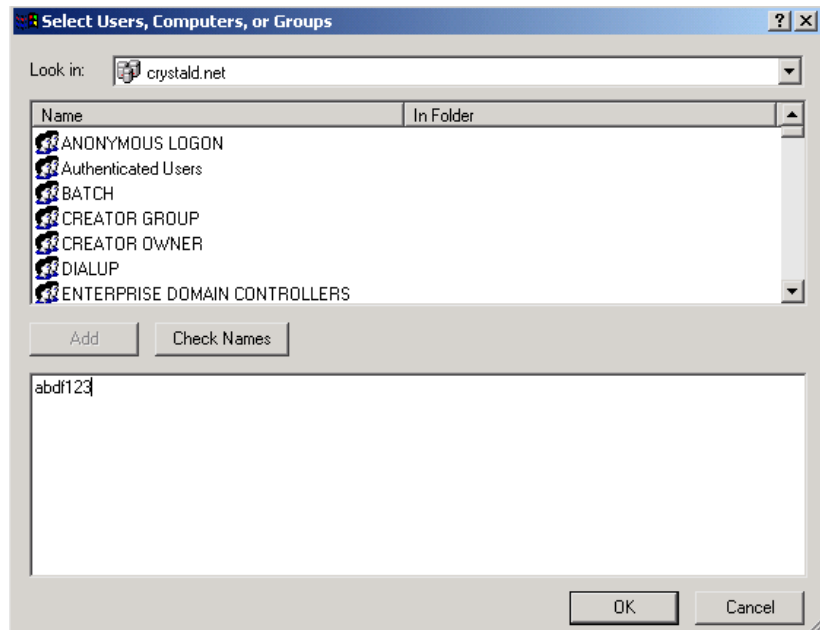 Select Users, Computers, or Groups
Look in: crystald.net
Name In Folder
ANONYMOUS LOGON
Authenticated Users
BATCH
CREATOR GROUP
CREATOR OWNER
DIALUP
ENTERPRISE DOMAIN CONTROLLERS
Add Check Names
abdf123
OK Cancel